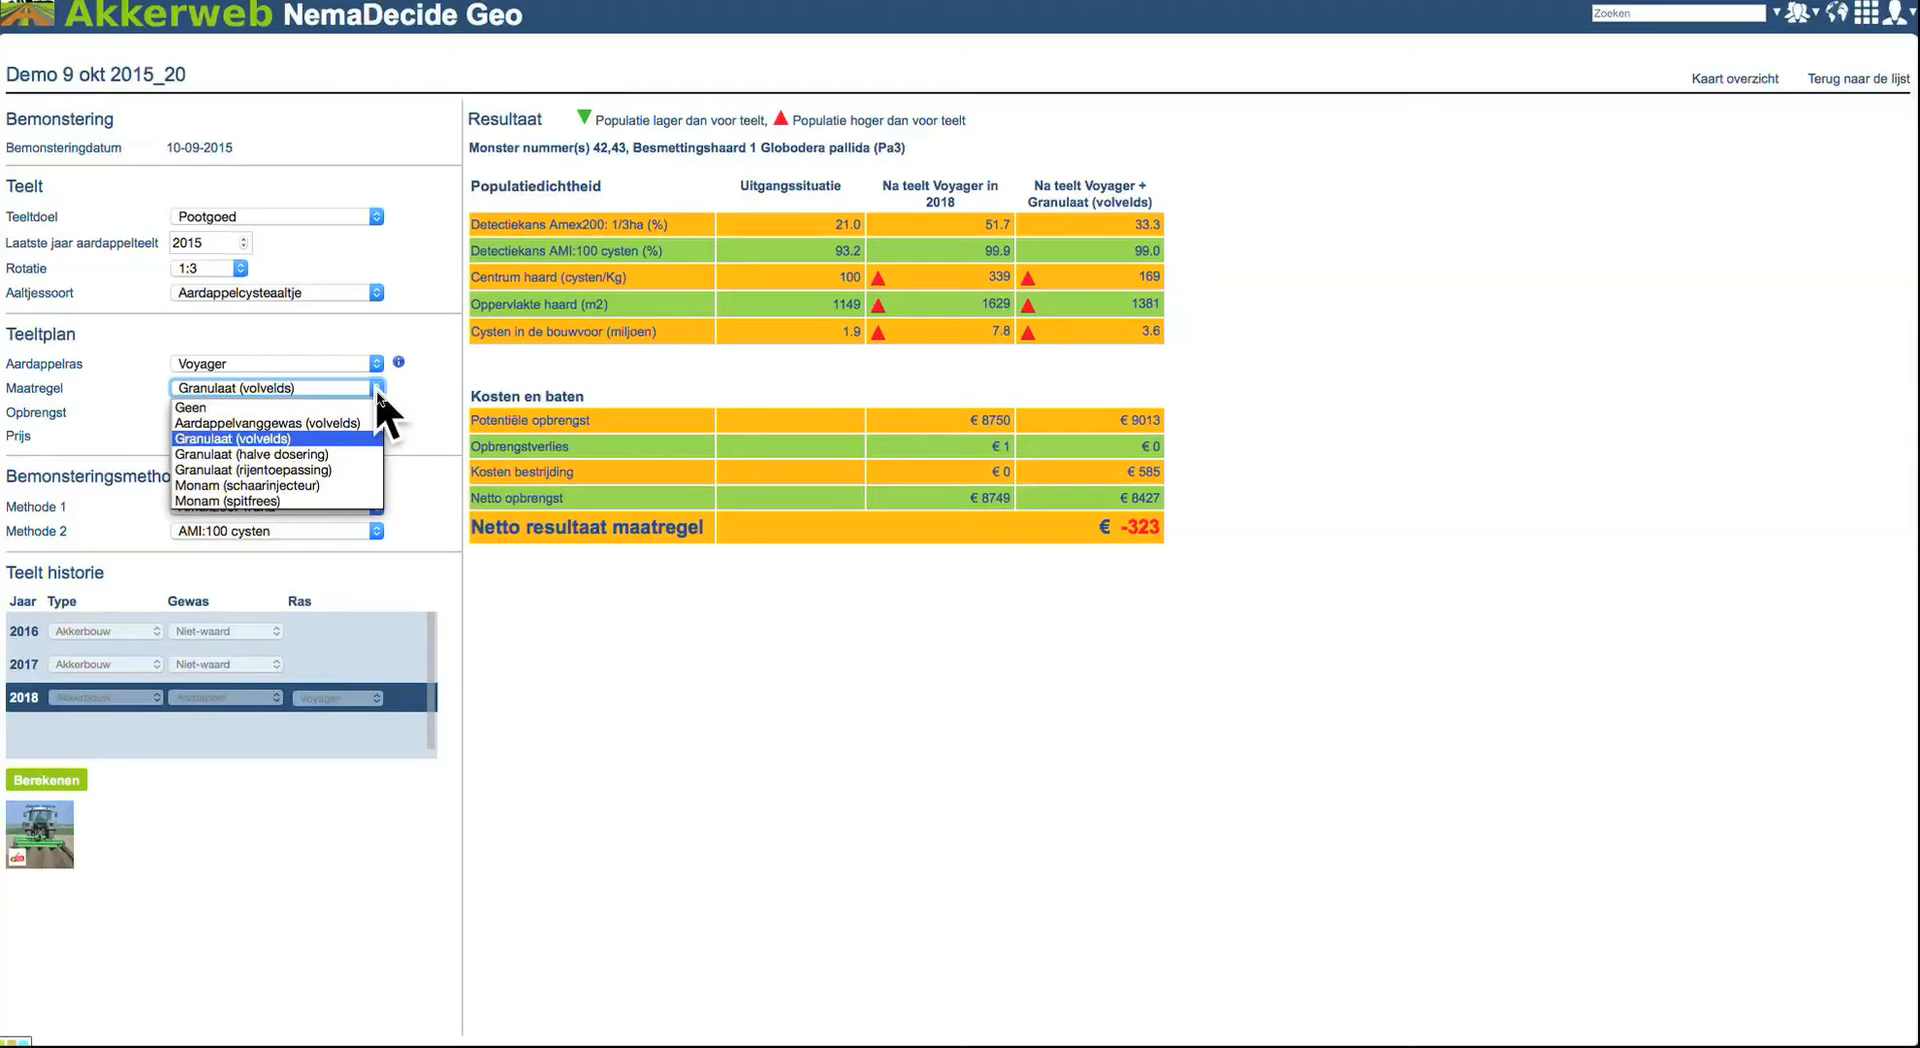 Akkerweb NemaDecide Geo
Zoeken
Demo 9 okt 2015_20
Kaart overzicht Terug naar de lijst
Bemonstering
Bemonsteringdatum 10-09-2015
Teelt
Teeltdoel Pootgoed
Laatste jaar aardappelteelt 2015
Rotatie 1:3
Aaltjessoort Aardappelcysteaaltje
Teeltplan
Aardappelras Voyager
Maatregel Granulaat (volvelds)
Geen
Aardappelvanggewas (volvelds)
Granulaat (volvelds)
Granulaat (halve dosering)
Granulaat (rijentoepassing)
Monam (schaarinjecteur)
Monam (spitfrees)
Opbrengst
Prijs
Bemonsteringsmetho
Methode 1
Methode 2 AMI:100 cysten
Teelt historie
Jaar Type Gewas Ras
2016 Akkerbouw Niet-waard
2017 Akkerbouw Niet-waard
2018 Akkerbouw Aardappel Voyager
Berekenen
Resultaat Populatie lager dan voor teelt, Populatie hoger dan voor teelt
Monster nummer(s) 42,43, Besmettingshaard 1 Globodera pallida (Pa3)
Populatiedichtheid Uitgangssituatie Na teelt Voyager in 2018 Na teelt Voyager + Granulaat (volvelds)
Detectiekans Amex200: 1/3ha (%) 21.0 51.7 33.3
Detectiekans AMI:100 cysten (%) 93.2 99.9 99.0
Centrum haard (cysten/Kg) 100 339 169
Oppervlakte haard (m2) 1149 1629 1381
Cysten in de bouwvoor (miljoen) 1.9 7.8 3.6
Kosten en baten
Potentiële opbrengst € 8750 € 9013
Opbrengstverlies € 1 € 0
Kosten bestrijding € 0 € 585
Netto opbrengst € 8749 € 8427
Netto resultaat maatregel € -323